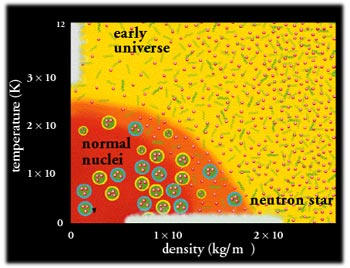 12
early
universe
3 × 10
2 × 10
normal
nuclei
1 × 10
neutron star
0
0
1 × 10
2 × 10
density (kg/m )
temperature (K)